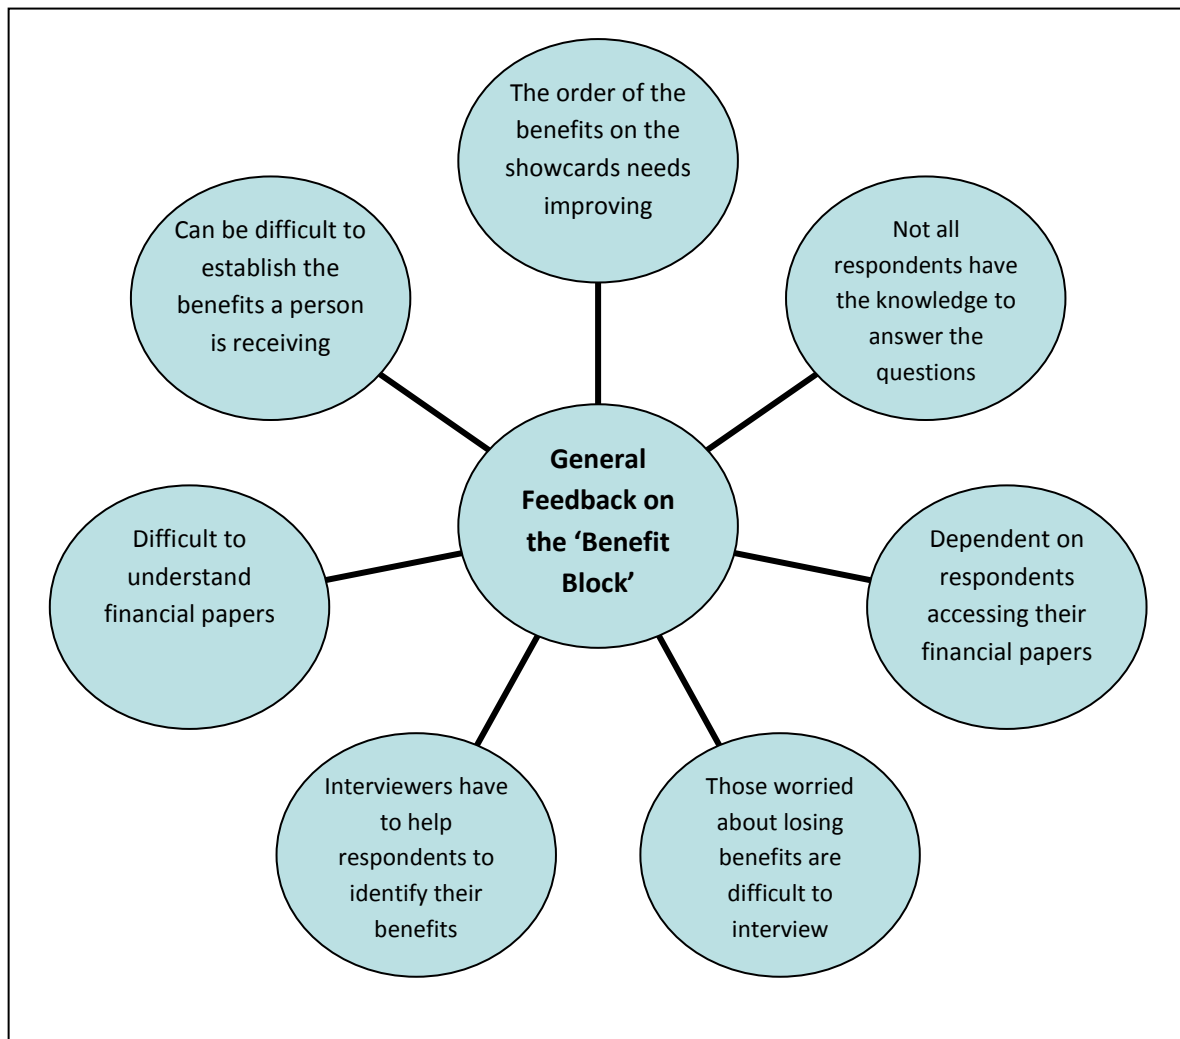 The order of the
benefits on the
showcards needs
improving
Can be difficult to
establish the
benefits a person
is receiving
Not all
respondents have
the knowledge to
answer the
questions
General
Feedback on
the ‘Benefit
Block’
Difficult to
understand
financial papers
Dependent on
respondents
accessing their
financial papers
Interviewers have
to help
respondents to
identify their
benefits
Those worried
about losing
benefits are
difficult to
interview